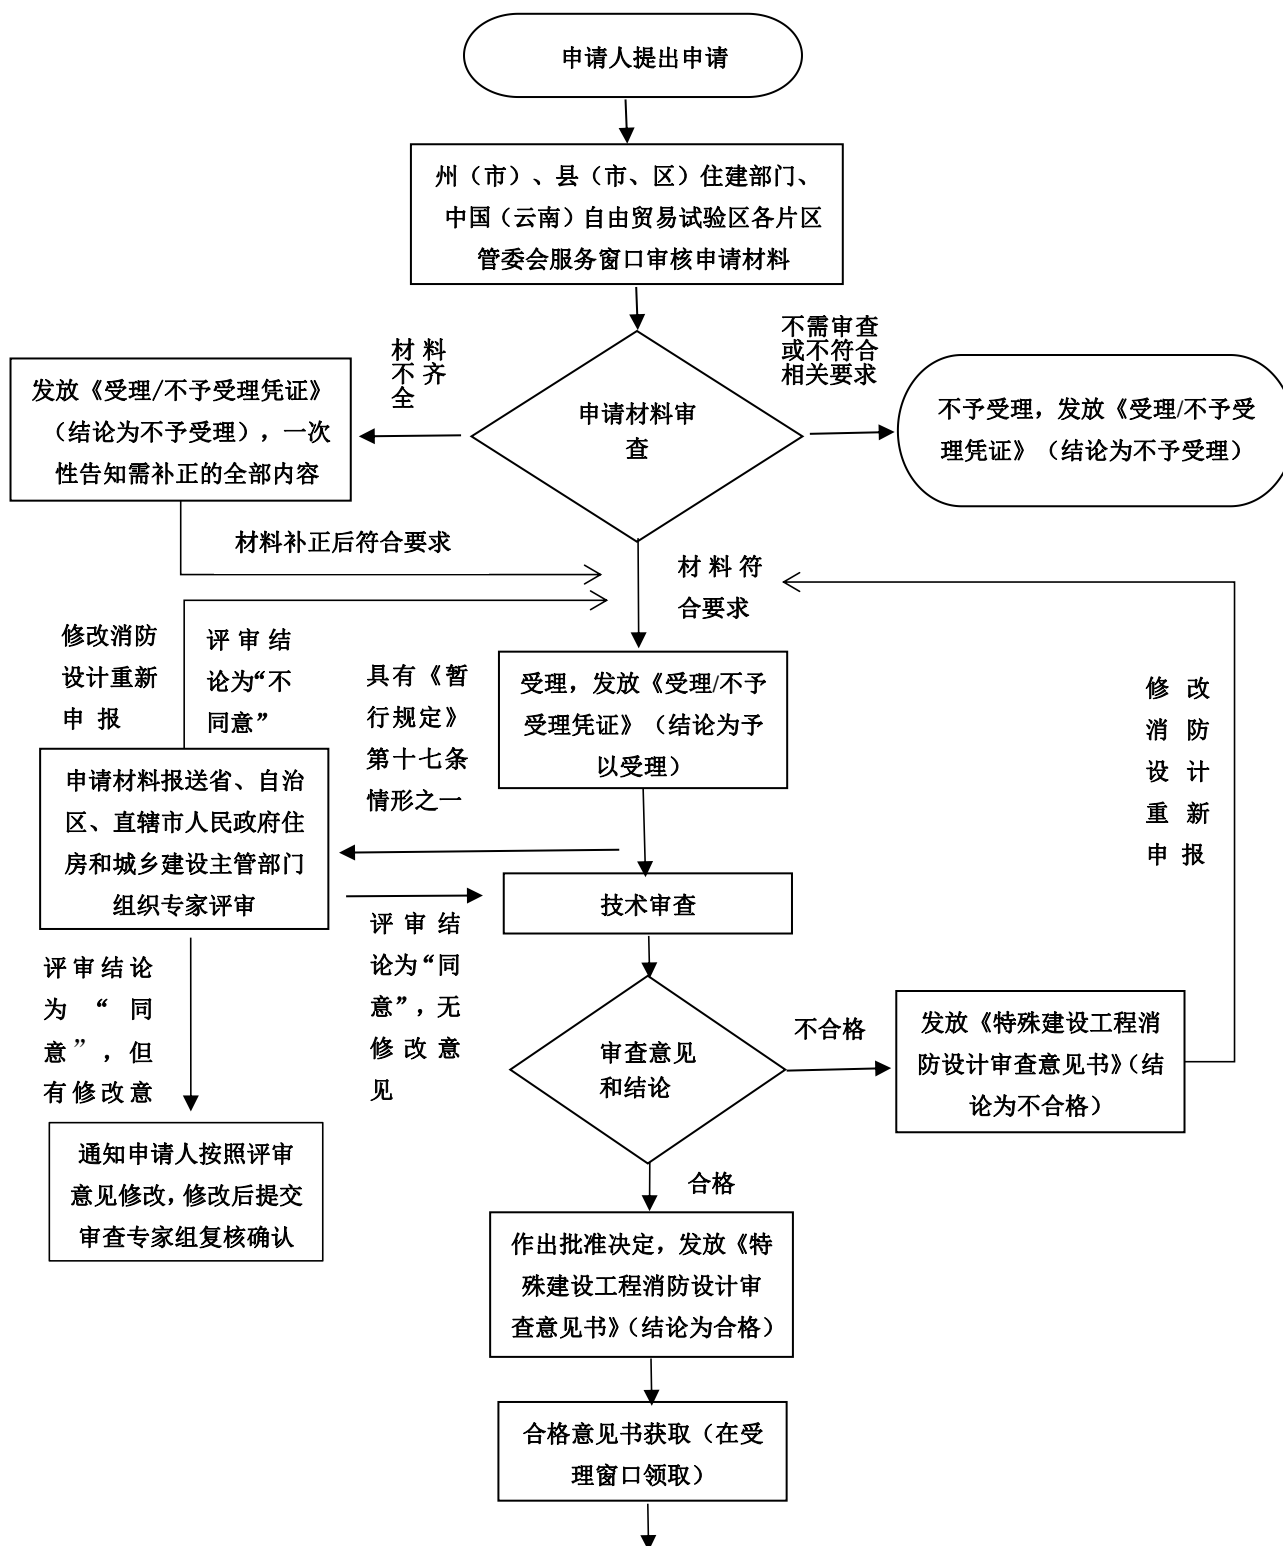 申请人提出申请
州（市）、县（市、区）住建部门、
中国（云南）自由贸易试验区各片区
管委会服务窗口审核申请材料
材料
不齐
全
不需审查
或不符合
相关要求
发放《受理/不予受理凭证》
（结论为不予受理），一次
性告知需补正的全部内容
申请材料审
查
不予受理，发放《受理/不予受
理凭证》（结论为不予受理）
材料补正后符合要求
材料符
合要求
修改消防
设计重新
申报
评审结
论为“不
同意”
具有《暂
行规定》
第十七条
情形之一
受理，发放《受理/不予
受理凭证》（结论为予
以受理）
修改
消防
设计
重新
申报
申请材料报送省、自治
区、直辖市人民政府住
房和城乡建设主管部门
组织专家评审
技术审查
评审结论
为“同
意”，但
有修改意
评审结
论为“同
意”，无
修改意
见
审查意见
和结论
不合格
发放《特殊建设工程消
防设计审查意见书》（结
论为不合格）
通知申请人按照评审
意见修改，修改后提交
审查专家组复核确认
合格
作出批准决定，发放《特
殊建设工程消防设计审
查意见书》（结论为合格）
合格意见书获取（在受
理窗口领取）